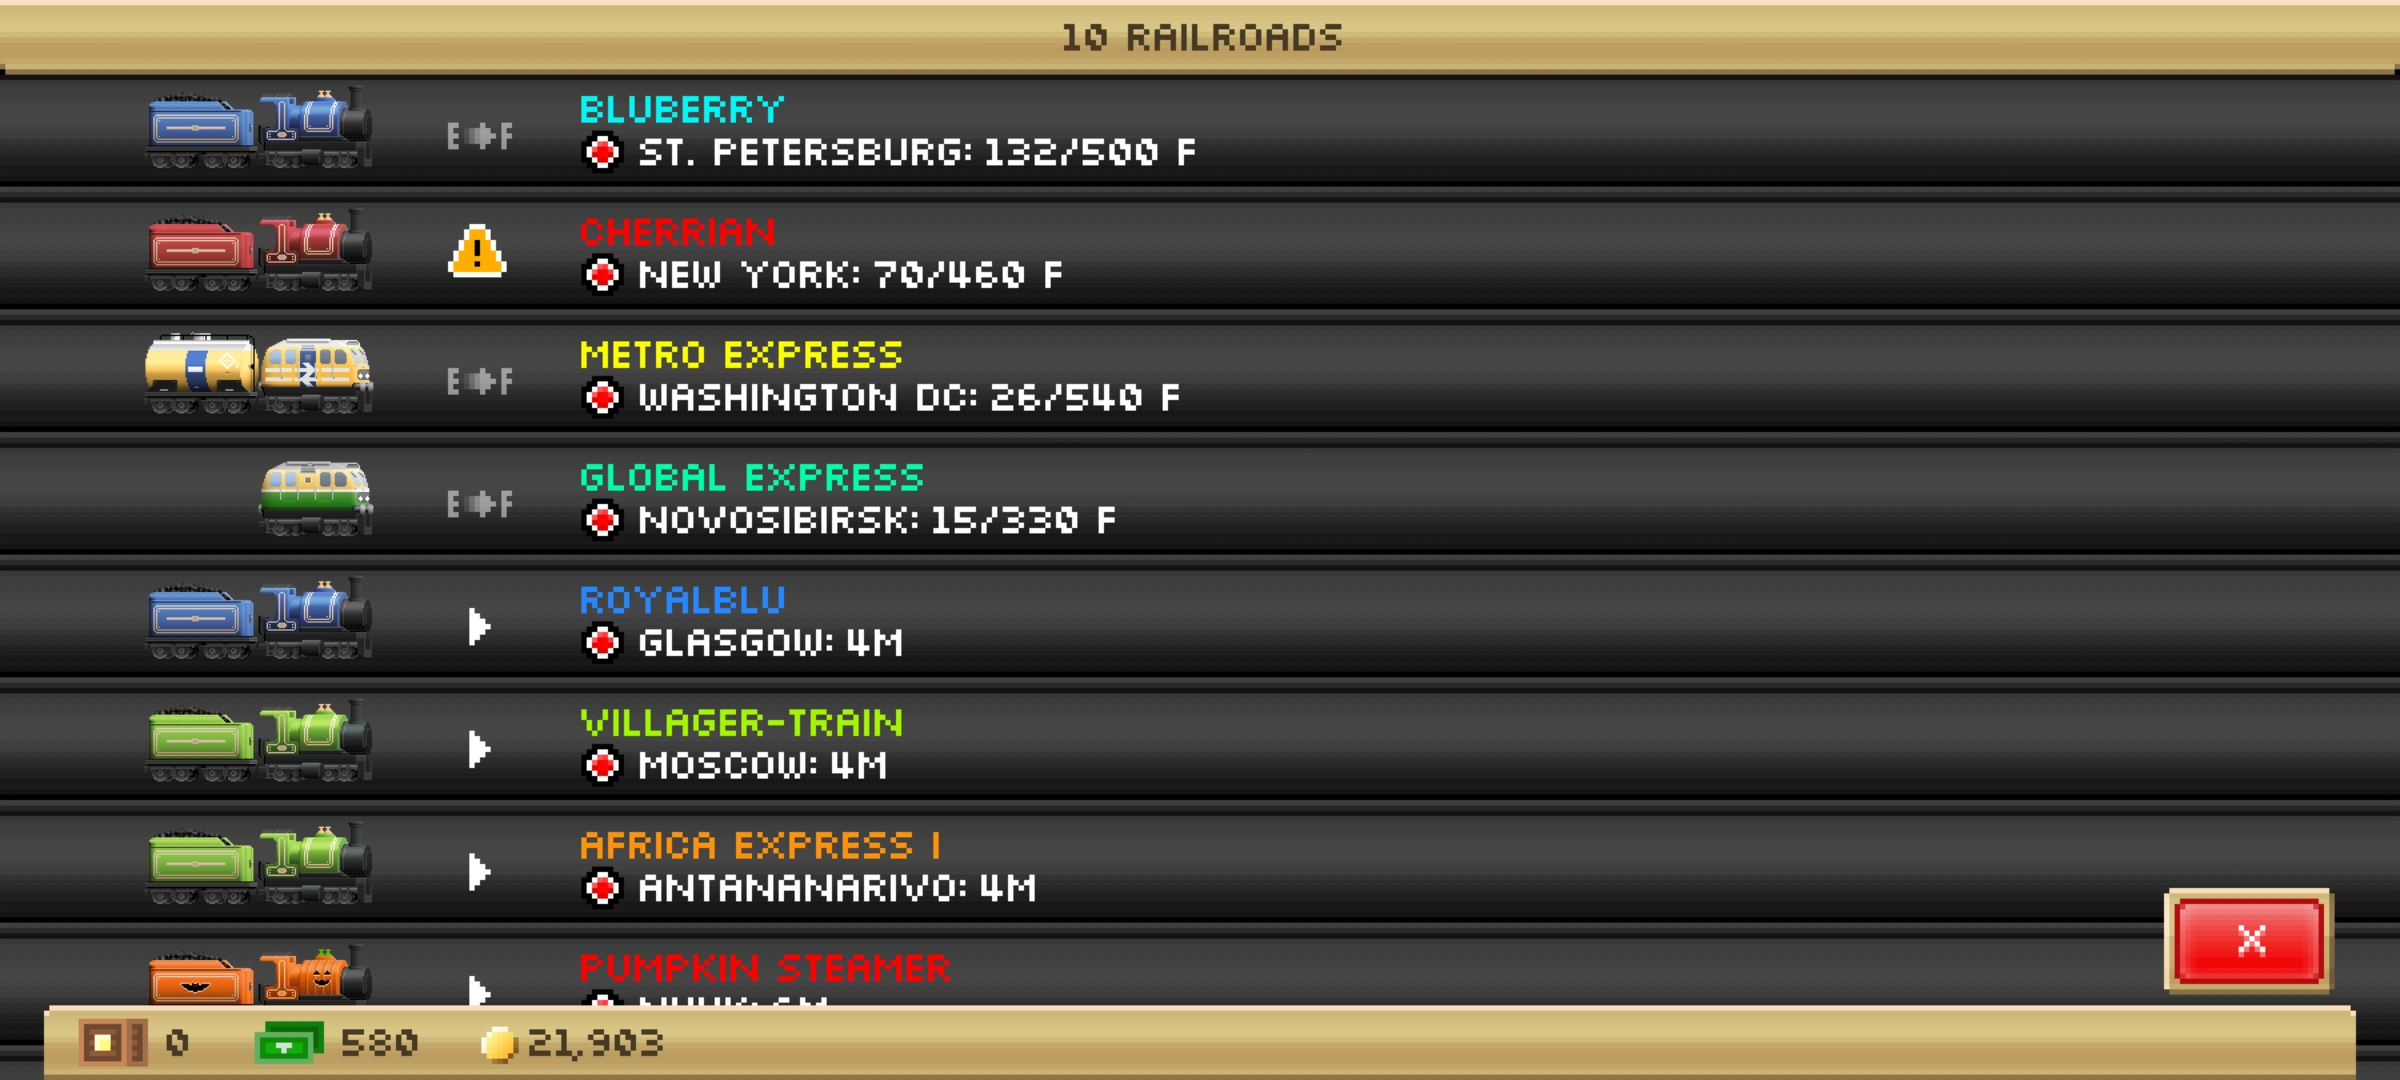 10 RAILROADS
BLUBERRY
E F
ST. PETERSBURG: 132/500 F
CHERRIAN
!
NEW YORK: 70/460 F
METRO EXPRESS
E F
WASHINGTON DC: 26/540 F
GLOBAL EXPRESS
E F
NOVOSIBIRSK: 15/330 F
ROYALBLU
GLASGOW: 4M
VILLAGER-TRAIN
MOSCOW: 4M
AFRICA EXPRESS I
ANTANANARIVO: 4M
PUMPKIN STEAMER
X
0 580 21,903